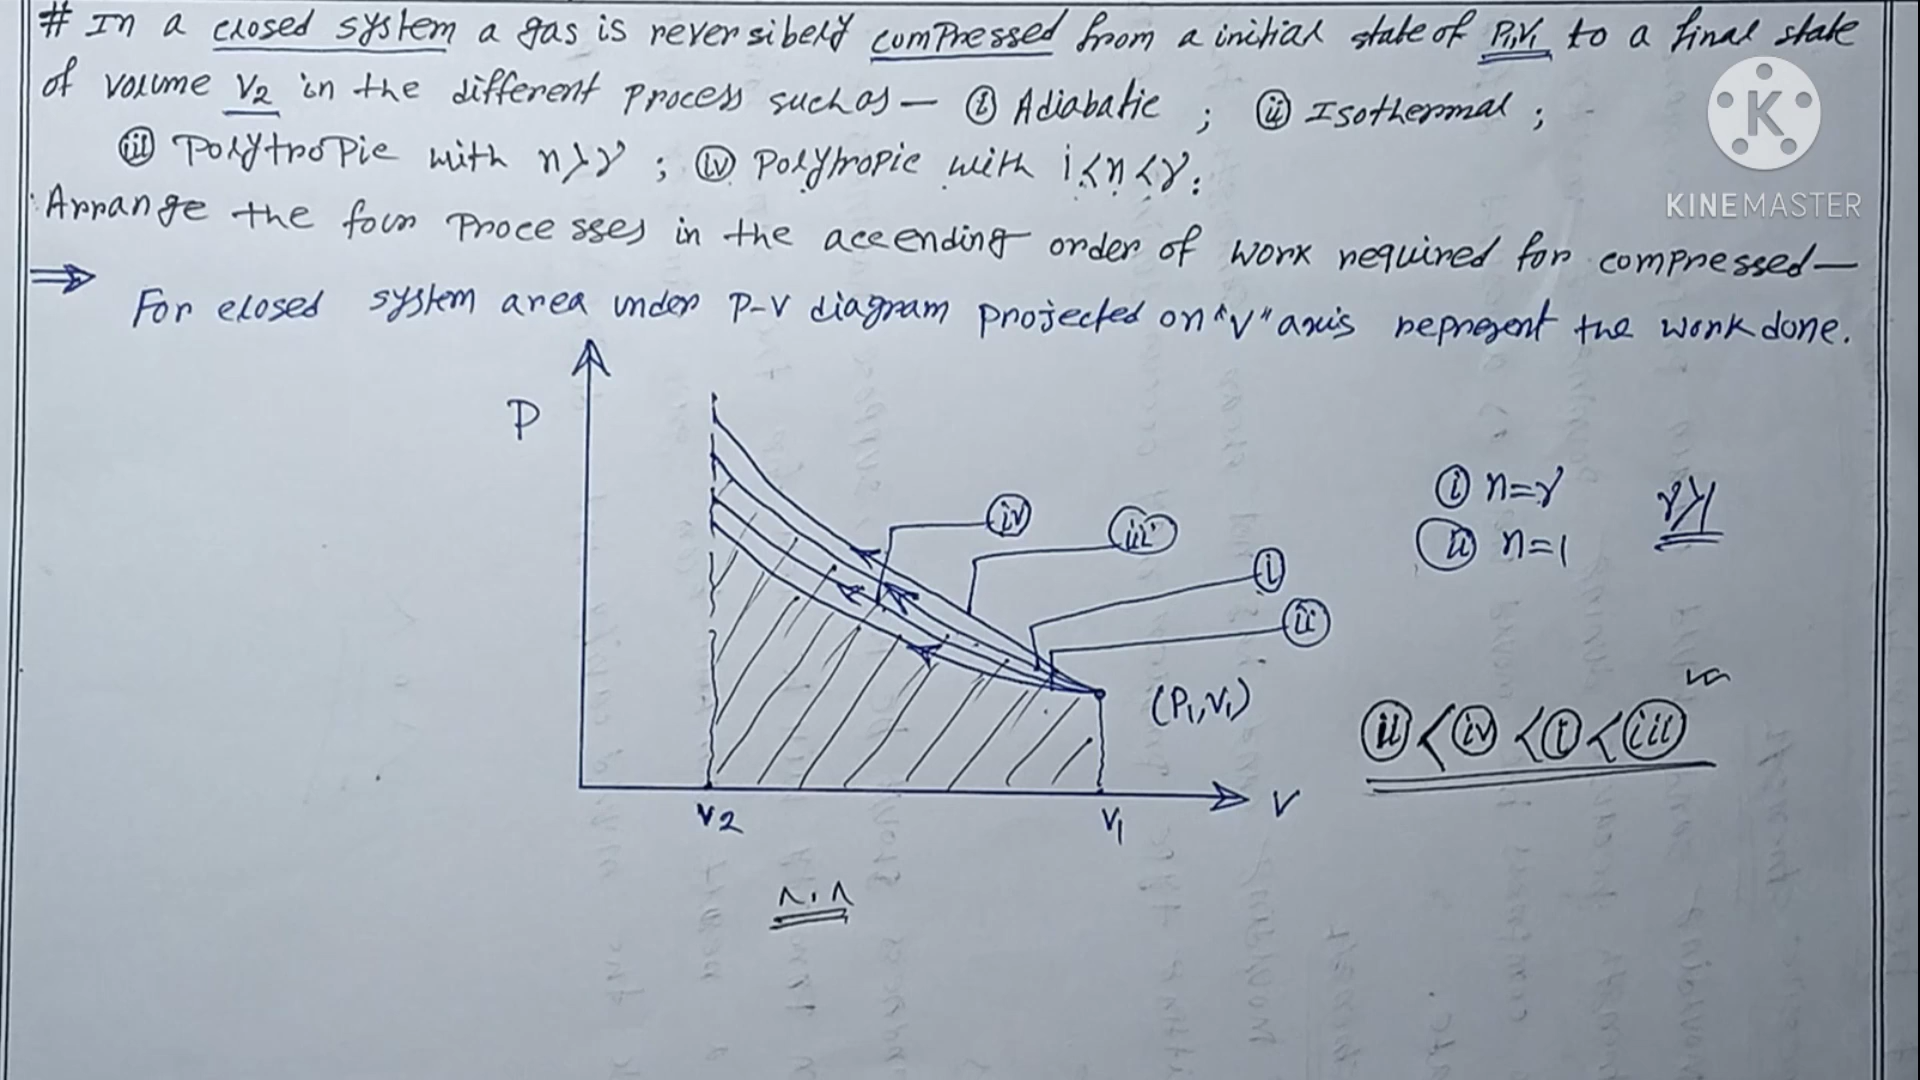 # In a closed system a gas is reversibely compressed from a initial state of P₁V₁ to a final state
of volume V2 in the different process such as — (i) Adiabatic ; (ii) Isothermal ;
(iii) Polytropic with n>γ ; (iv) Polytropic with i<n<γ.
Arrange the four Processes in the accending order of work required for compressed —
⇒ For closed system area under P-V diagram projected on "V" axis represent the work done.
K
KINEMASTER
P
(iv)
(iii)
(i)
(ii)
(P₁,V₁)
V2
V₁
V
(i) n=γ
γ>1
(ii) n=1
(ii) < (iv) < (i) < (iii)